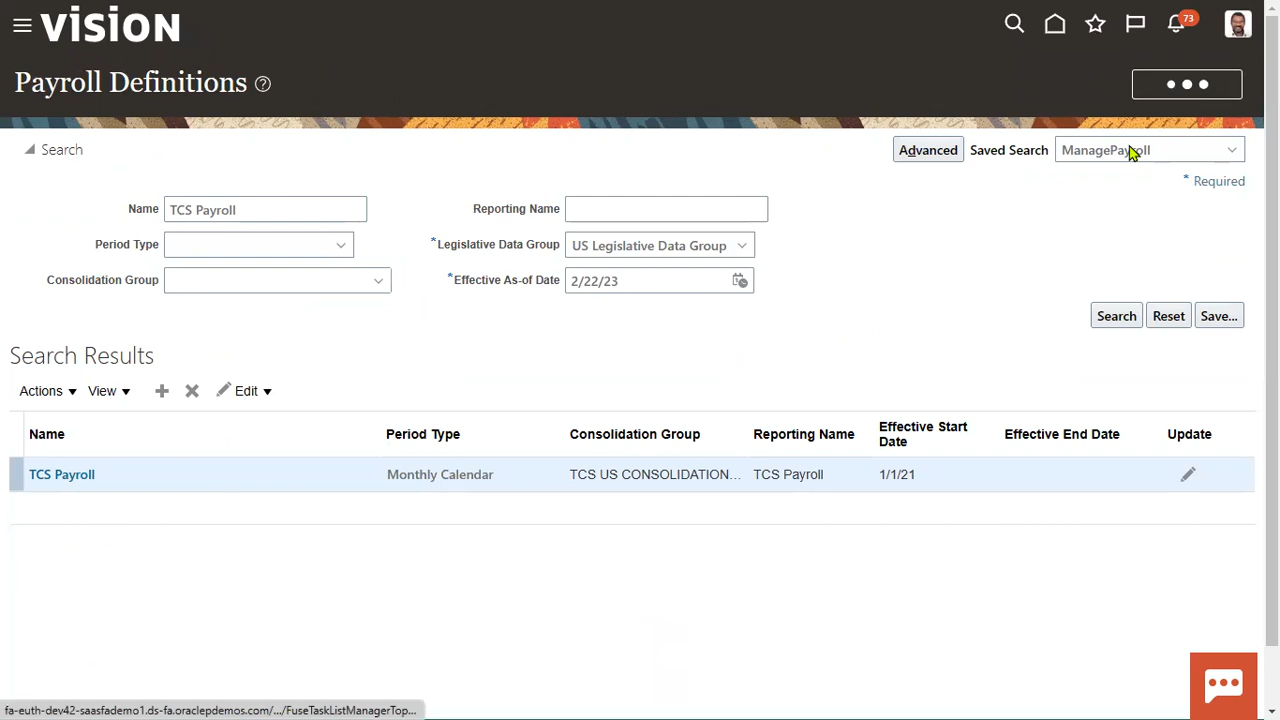 vision
73
Payroll Definitions ?
Search
Advanced Saved Search ManagePayroll
* Required
Name TCS Payroll Reporting Name
Period Type *Legislative Data Group US Legislative Data Group
Consolidation Group *Effective As-of Date 2/22/23
Search Reset Save...
Search Results
Actions View Edit
Name Period Type Consolidation Group Reporting Name Effective Start Date Effective End Date Update
TCS Payroll Monthly Calendar TCS US CONSOLIDATION... TCS Payroll 1/1/21
fa-euth-dev42-saasfademo1.ds-fa.oraclepdemos.com/.../FuseTaskListManagerTop...